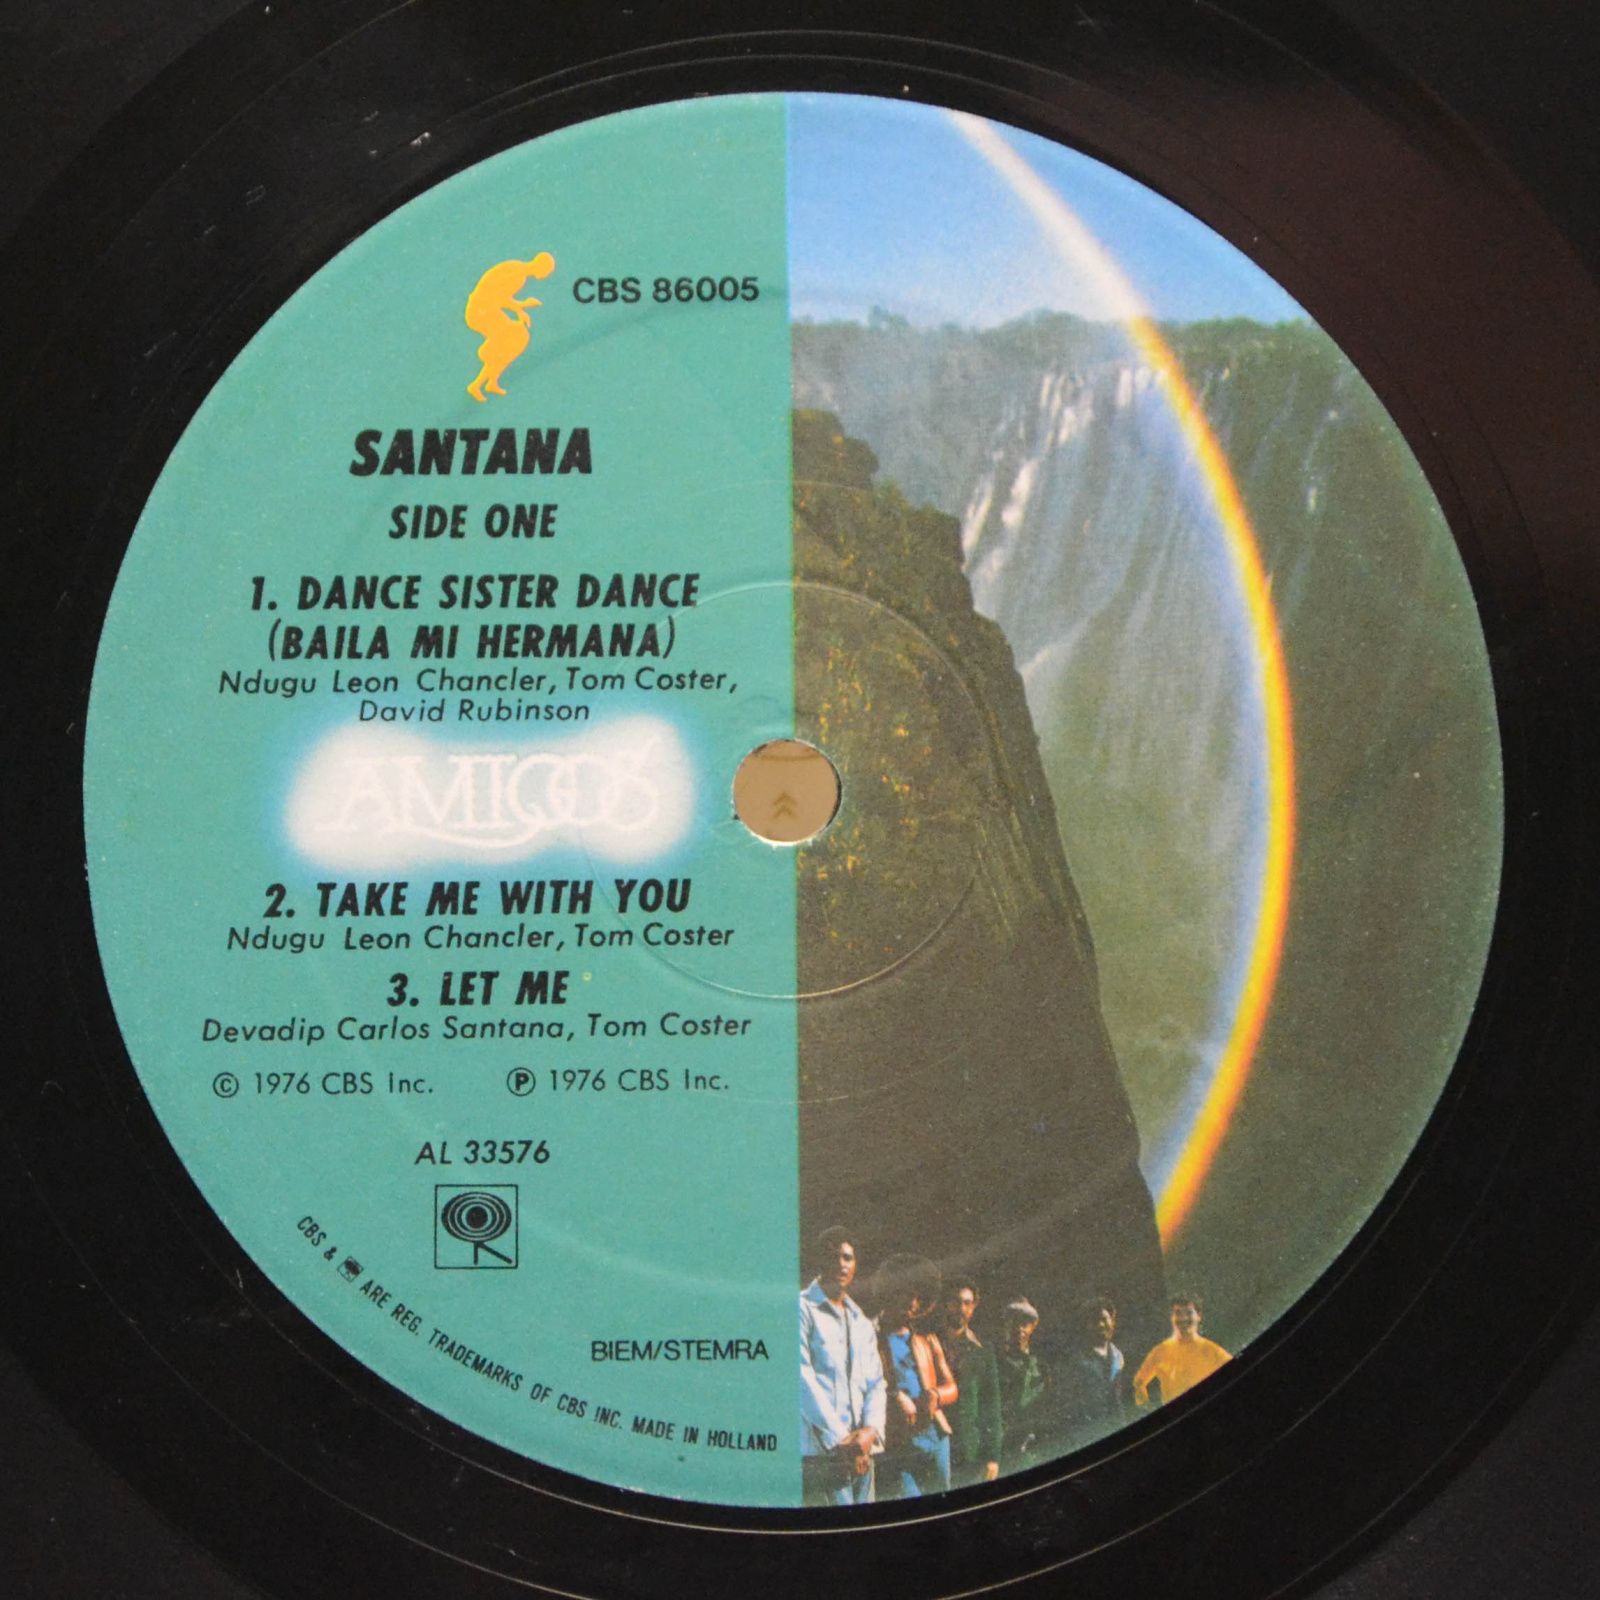 CBS 86005
SANTANA
SIDE ONE
1. DANCE SISTER DANCE
(BAILA MI HERMANA)
Ndugu Leon Chancler, Tom Coster,
David Rubinson
AMIGOS
2. TAKE ME WITH YOU
Ndugu Leon Chancler, Tom Coster
3. LET ME
Devadip Carlos Santana, Tom Coster
© 1976 CBS Inc. ℗ 1976 CBS Inc.
AL 33576
BIEM/STEMRA
CBS & ARE REG. TRADEMARKS OF CBS INC. MADE IN HOLLAND